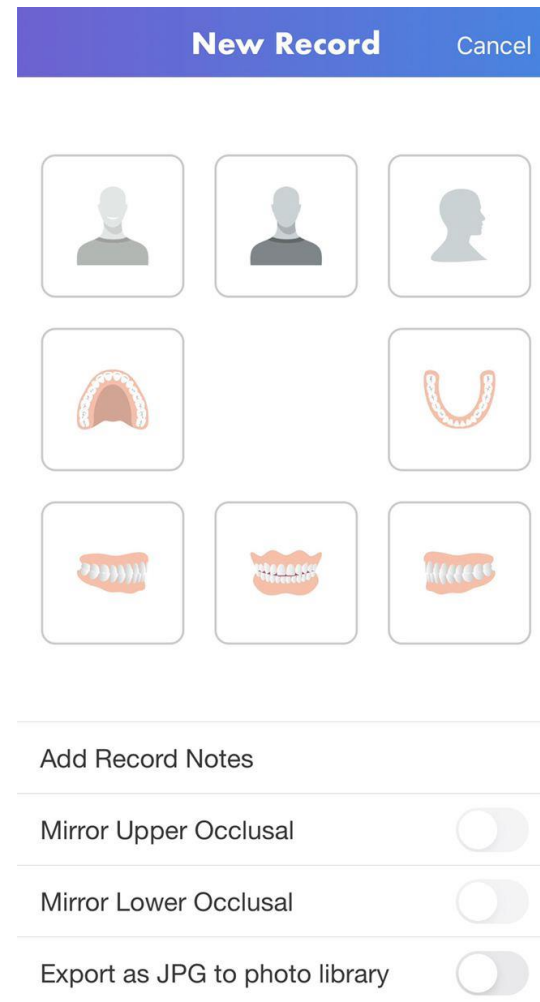 New Record
Cancel
Add Record Notes
Mirror Upper Occlusal
Mirror Lower Occlusal
Export as JPG to photo library